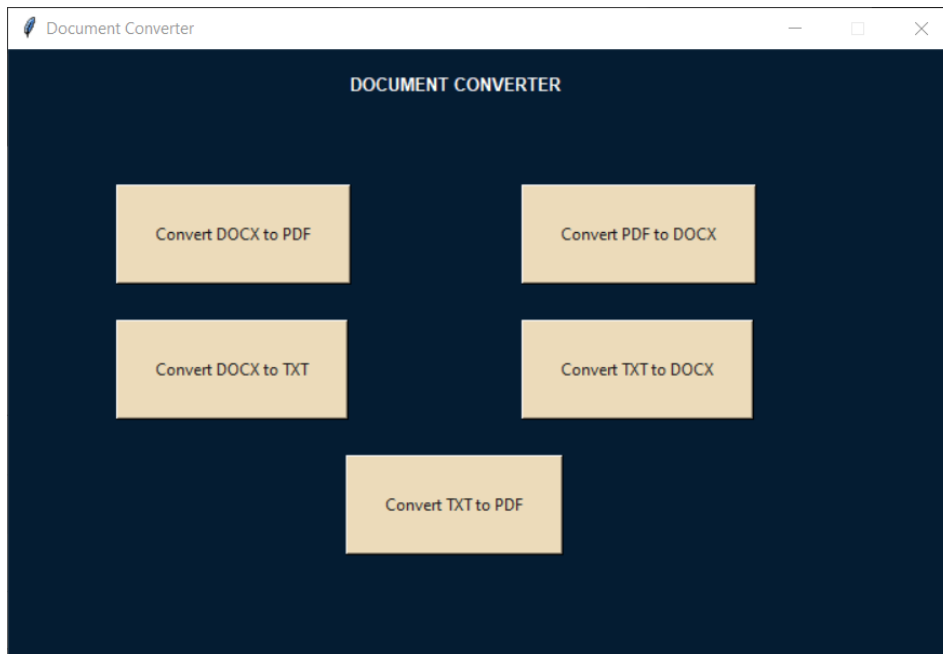 Document Converter
DOCUMENT CONVERTER
Convert DOCX to PDF
Convert PDF to DOCX
Convert DOCX to TXT
Convert TXT to DOCX
Convert TXT to PDF